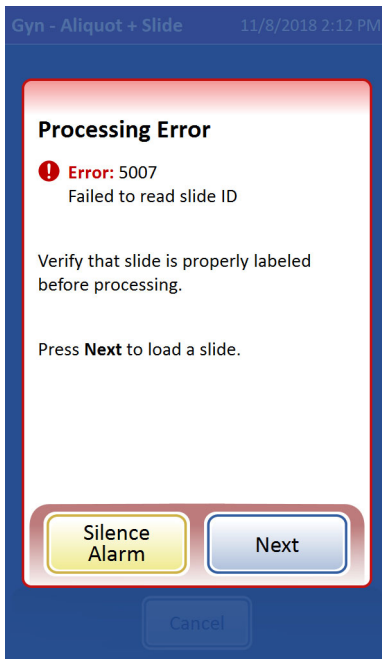 Gyn - Aliquot + Slide 11/8/2018 2:12 PM
Processing Error
Error: 5007
Failed to read slide ID
Verify that slide is properly labeled
before processing.
Press Next to load a slide.
Silence
Alarm
Next
Cancel